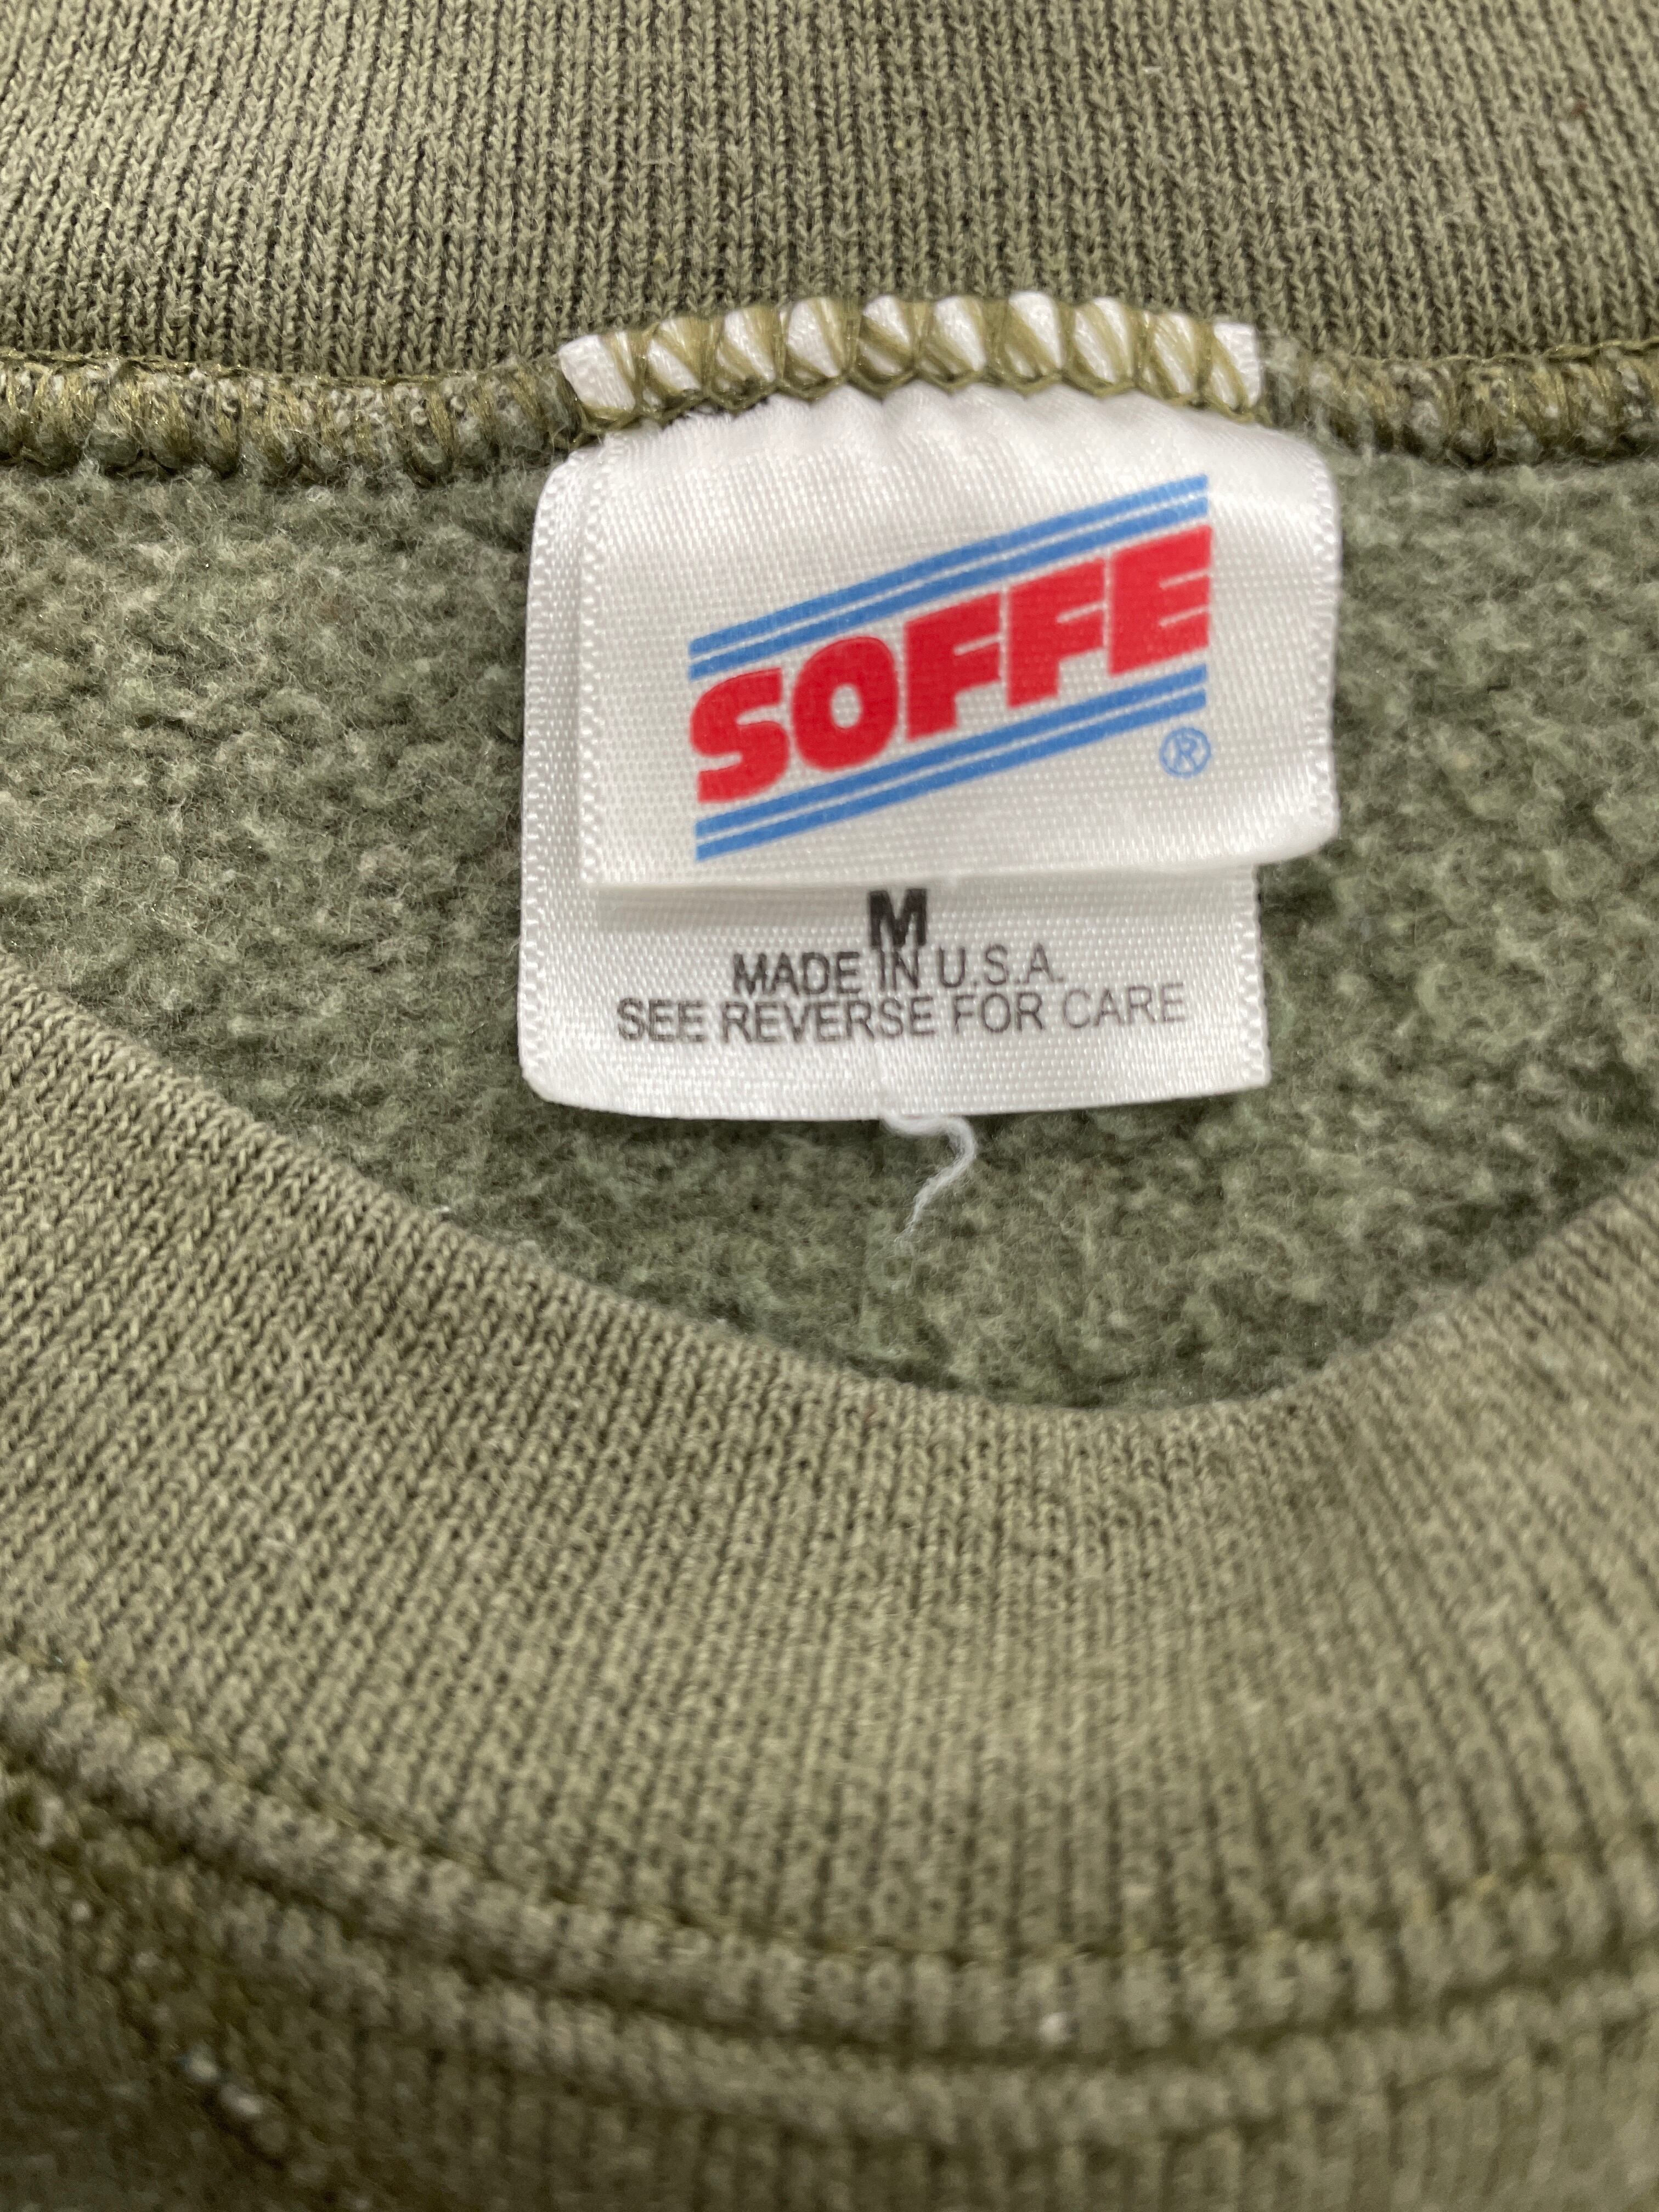 SOFFE
®
M
MADE IN U.S.A.
SEE REVERSE FOR CARE